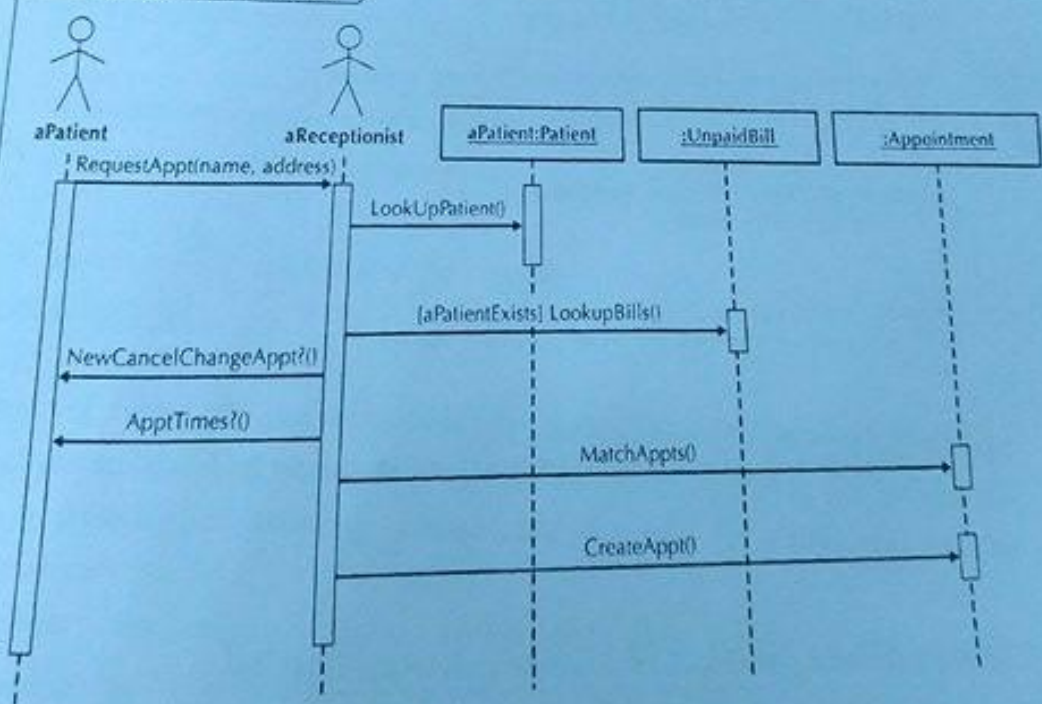 aPatient
aReceptionist
aPatient:Patient
:UnpaidBill
:Appointment
RequestAppt(name, address)
LookUpPatient()
[aPatientExists] LookupBills()
NewCancelChangeAppt?()
ApptTimes?()
MatchAppts()
CreateAppt()